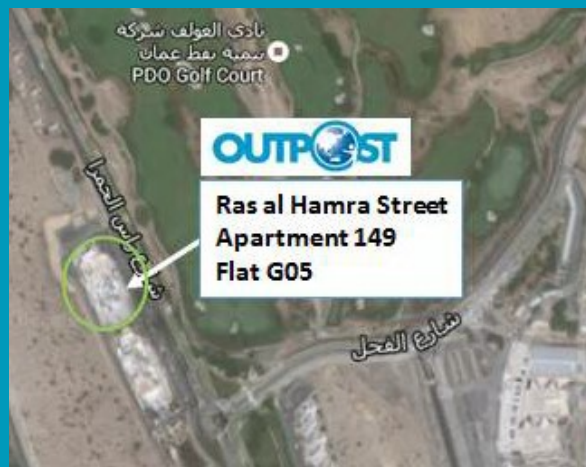 نادي الغولف شركة
تنمية نفط عمان
PDO Golf Court
OUTPOST
Ras al Hamra Street
Apartment 149
Flat G05
شارع راس الحمرا
شارع الفحل